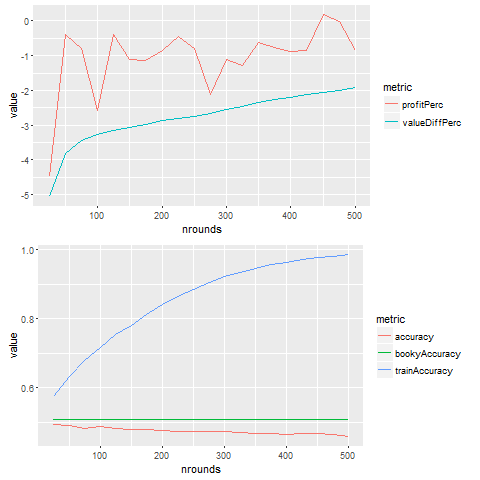 value
0
-1
-2
-3
-4
-5
100
200
300
400
500
nrounds
metric
profitPerc
valueDiffPerc
value
1.0
0.8
0.6
100
200
300
400
500
nrounds
metric
accuracy
bookyAccuracy
trainAccuracy